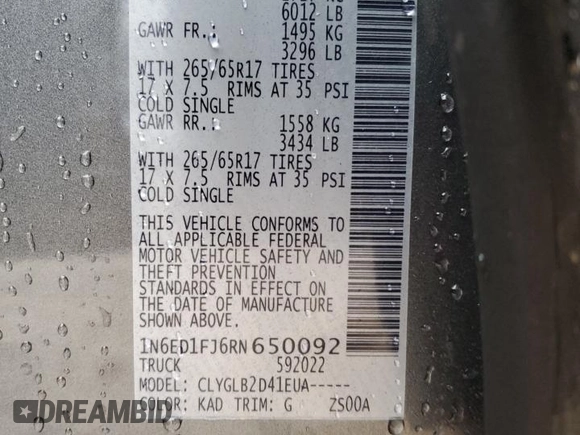 6012 LB
GAWR FR.: 1495 KG
3296 LB
WITH 265/65R17 TIRES
17 X 7.5 RIMS AT 35 PSI
COLD SINGLE
GAWR RR.: 1558 KG
3434 LB
WITH 265/65R17 TIRES
17 X 7.5 RIMS AT 35 PSI
COLD SINGLE
THIS VEHICLE CONFORMS TO
ALL APPLICABLE FEDERAL
MOTOR VEHICLE SAFETY AND
THEFT PREVENTION
STANDARDS IN EFFECT ON
THE DATE OF MANUFACTURE
SHOWN ABOVE.
1N6ED1FJ6RN650092
TRUCK 592022
MODEL: CLYGLB2D41EUA-----
COLOR: KAD TRIM: G ZS00A
DIAMOND
AUTOBIDS